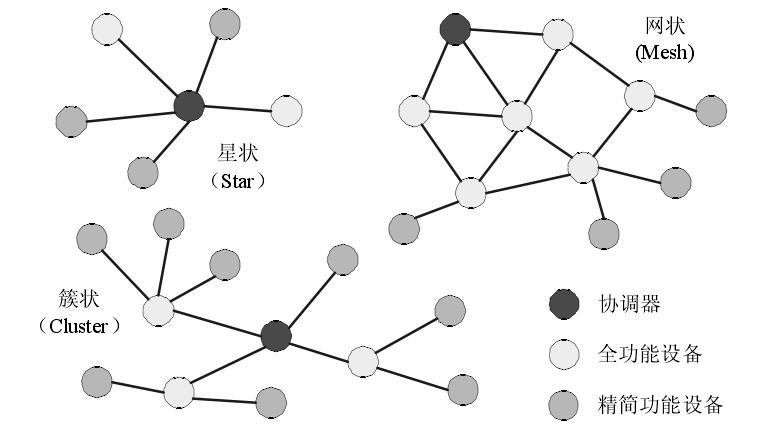 星状
（Star）
网状
(Mesh)
簇状
（Cluster）
协调器
全功能设备
精简功能设备